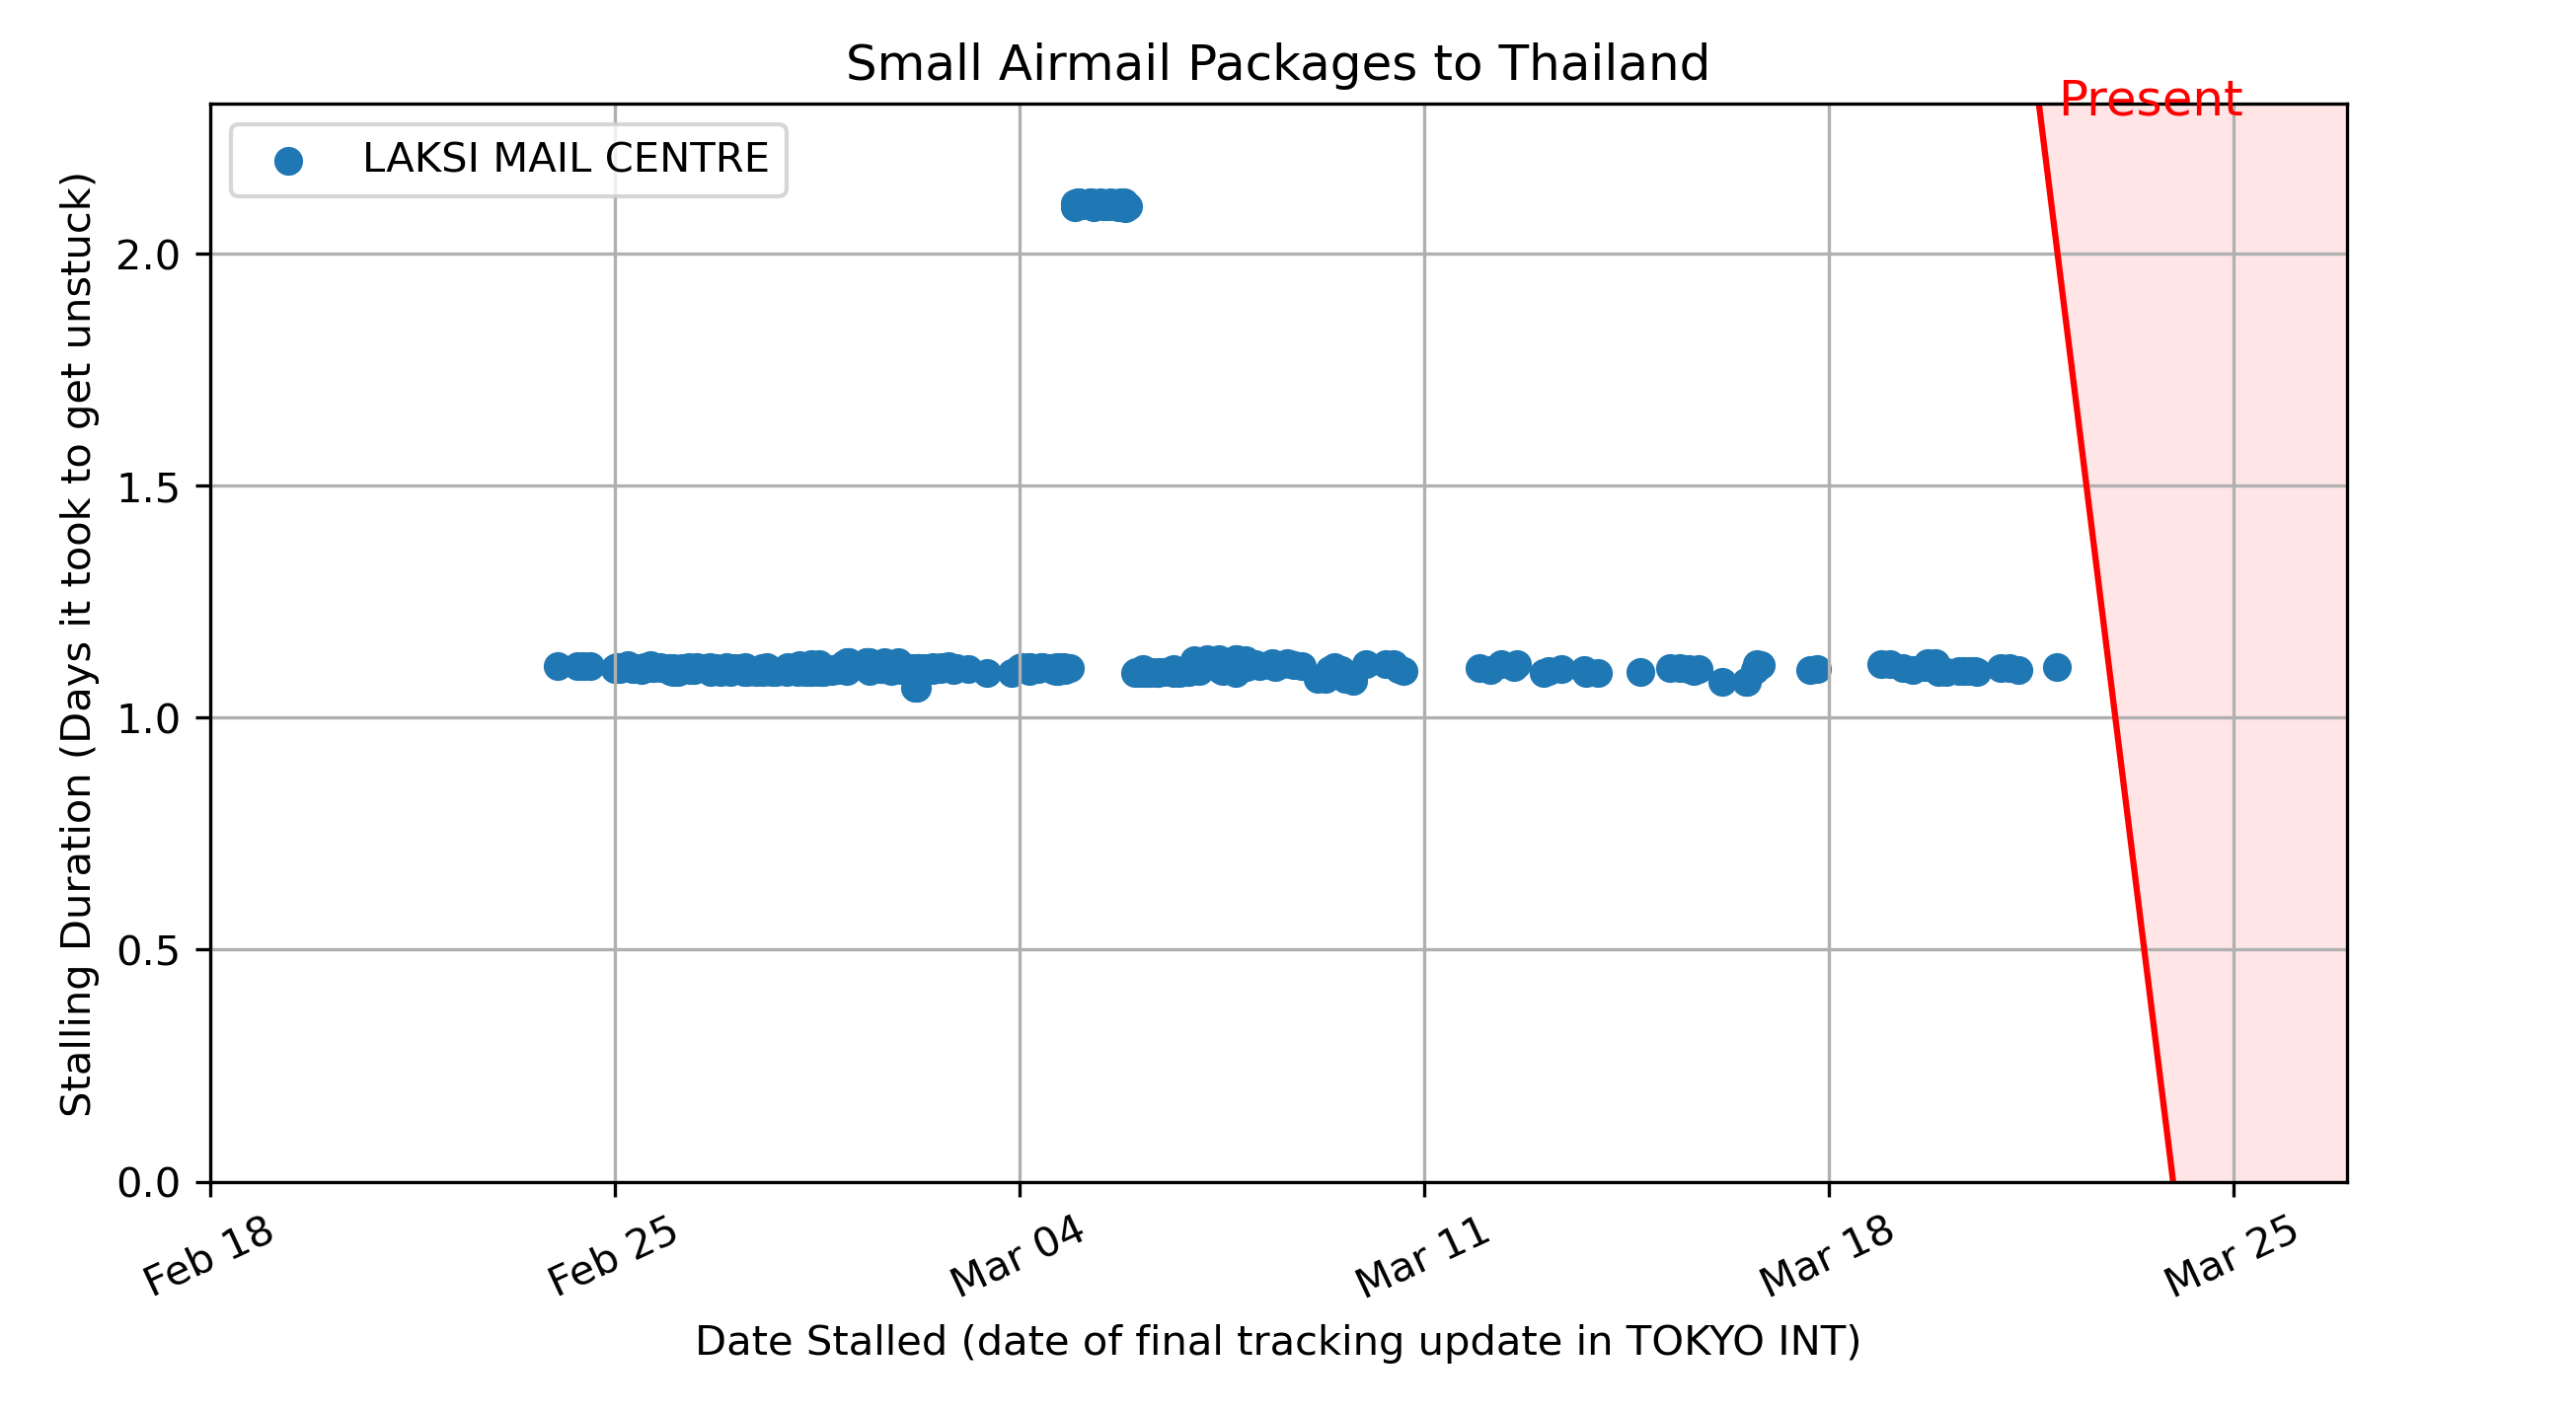 Small Airmail Packages to Thailand
Present
LAKSI MAIL CENTRE
Stalling Duration (Days it took to get unstuck)
2.0
1.5
1.0
0.5
0.0
Feb 18
Feb 25
Mar 04
Mar 11
Mar 18
Mar 25
Date Stalled (date of final tracking update in TOKYO INT)